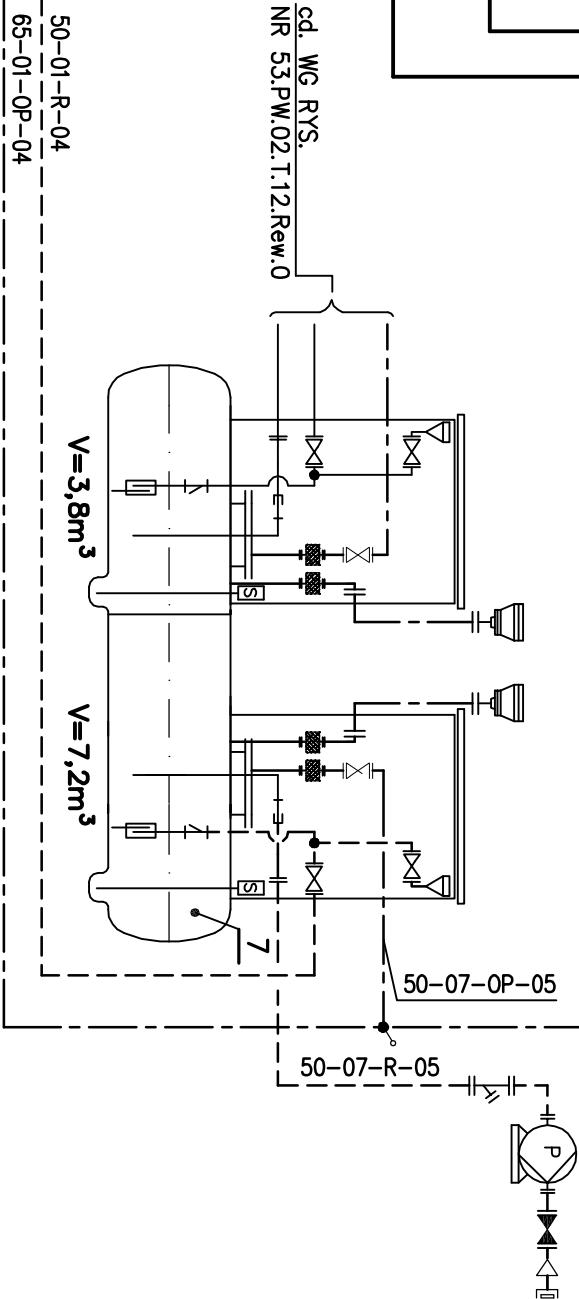 cd. WG RYS.
NR 53.PW.02.T.12.Rew.0
50-01-R-04
65-01-OP-04
V=3,8m³
V=7,2m³
S
S
7
50-07-OP-05
50-07-R-05
P